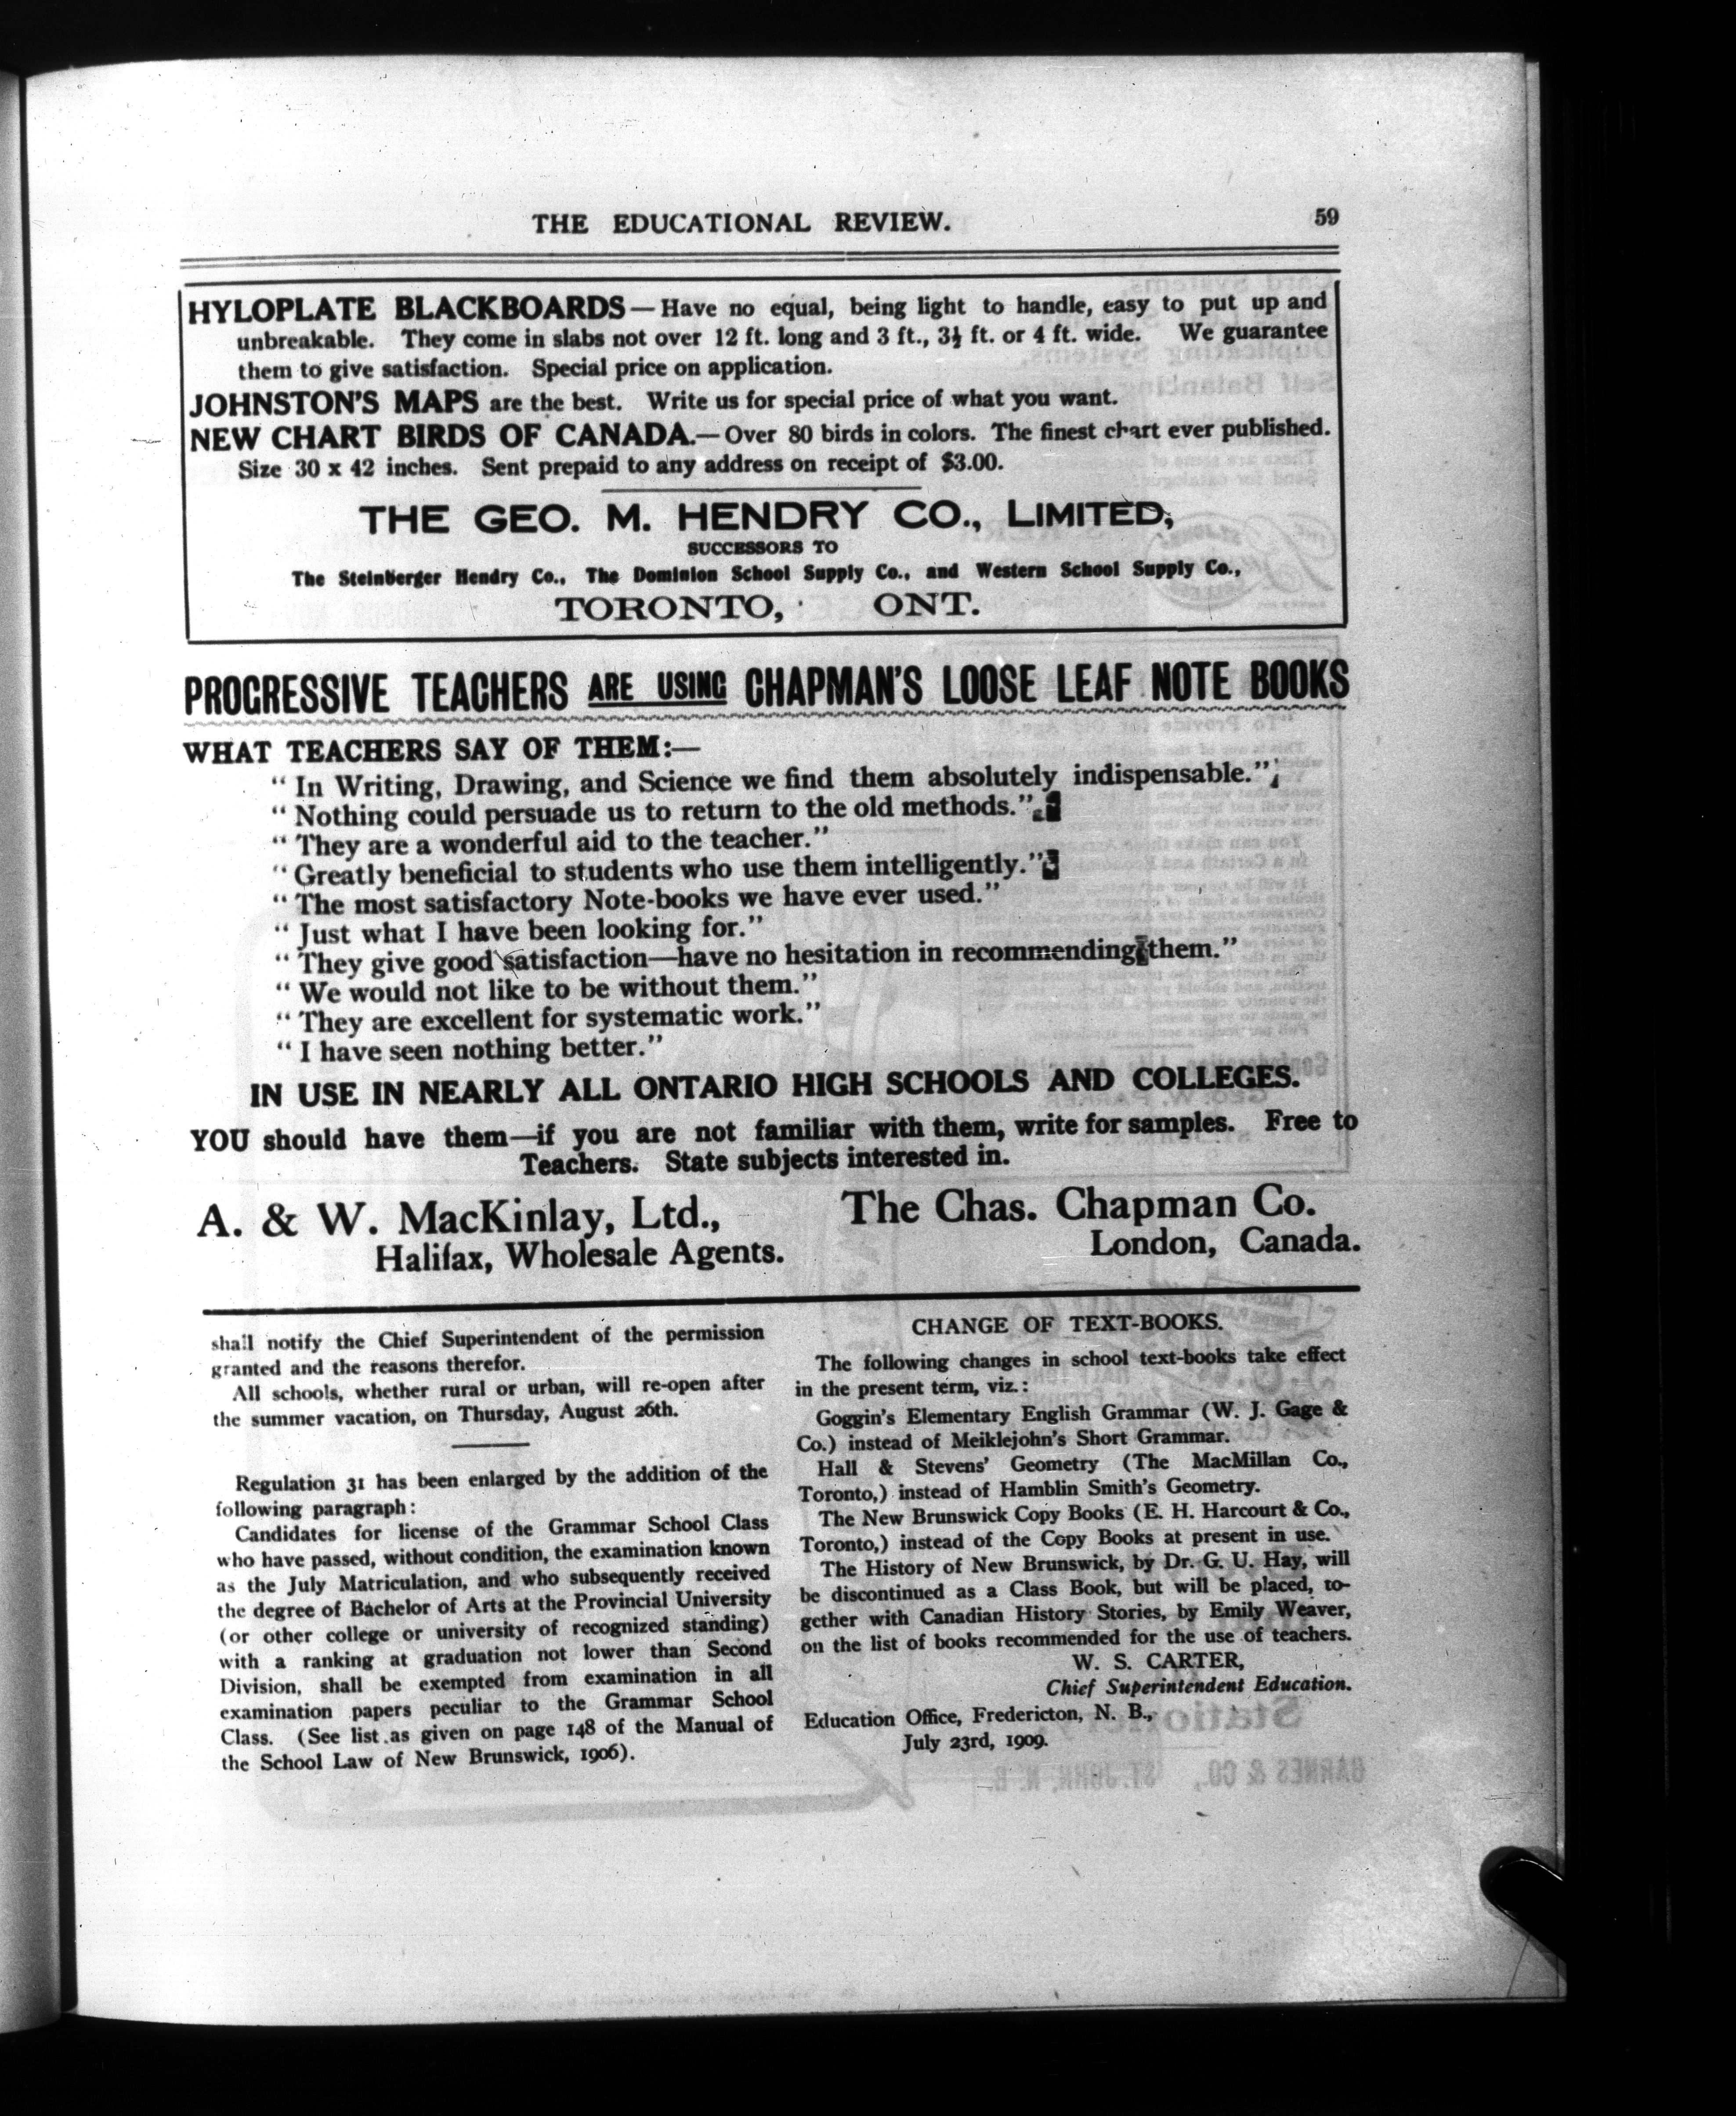 THE EDUCATIONAL REVIEW. 59
HYLOPLATE BLACKBOARDS — Have no equal, being light to handle, easy to put up and
unbreakable. They come in slabs not over 12 ft. long and 3 ft., 3½ ft. or 4 ft. wide. We guarantee
them to give satisfaction. Special price on application.
JOHNSTON'S MAPS are the best. Write us for special price of what you want.
NEW CHART BIRDS OF CANADA.—Over 80 birds in colors. The finest chart ever published.
Size 30 x 42 inches. Sent prepaid to any address on receipt of $3.00.
THE GEO. M. HENDRY CO., LIMITED,
SUCCESSORS TO
The Steinberger Hendry Co., The Dominion School Supply Co., and Western School Supply Co.,
TORONTO, ONT.
PROGRESSIVE TEACHERS ARE USING CHAPMAN'S LOOSE LEAF NOTE BOOKS
WHAT TEACHERS SAY OF THEM:—
“ In Writing, Drawing, and Science we find them absolutely indispensable.”
“ Nothing could persuade us to return to the old methods.”
“ They are a wonderful aid to the teacher.”
“ Greatly beneficial to students who use them intelligently.”
“ The most satisfactory Note-books we have ever used.”
“ Just what I have been looking for.”
“ They give good satisfaction—have no hesitation in recommending them.”
“ We would not like to be without them.”
“ They are excellent for systematic work.”
“ I have seen nothing better.”
IN USE IN NEARLY ALL ONTARIO HIGH SCHOOLS AND COLLEGES.
YOU should have them—if you are not familiar with them, write for samples. Free to
Teachers. State subjects interested in.
A. & W. MacKinlay, Ltd.,
Halifax, Wholesale Agents.
The Chas. Chapman Co.
London, Canada.
shall notify the Chief Superintendent of the permission
granted and the reasons therefor.
All schools, whether rural or urban, will re-open after
the summer vacation, on Thursday, August 26th.
Regulation 31 has been enlarged by the addition of the
following paragraph:
Candidates for license of the Grammar School Class
who have passed, without condition, the examination known
as the July Matriculation, and who subsequently received
the degree of Bachelor of Arts at the Provincial University
(or other college or university of recognized standing)
with a ranking at graduation not lower than Second
Division, shall be exempted from examination in all
examination papers peculiar to the Grammar School
Class. (See list as given on page 148 of the Manual of
the School Law of New Brunswick, 1906).
CHANGE OF TEXT-BOOKS.
The following changes in school text-books take effect
in the present term, viz.:
Goggin's Elementary English Grammar (W. J. Gage &
Co.) instead of Meiklejohn's Short Grammar.
Hall & Stevens' Geometry (The MacMillan Co.,
Toronto,) instead of Hamblin Smith's Geometry.
The New Brunswick Copy Books (E. H. Harcourt & Co.,
Toronto,) instead of the Copy Books at present in use.
The History of New Brunswick, by Dr. G. U. Hay, will
be discontinued as a Class Book, but will be placed, to-
gether with Canadian History Stories, by Emily Weaver,
on the list of books recommended for the use of teachers.
W. S. CARTER,
Chief Superintendent Education.
Education Office, Fredericton, N. B.,
July 23rd, 1909.